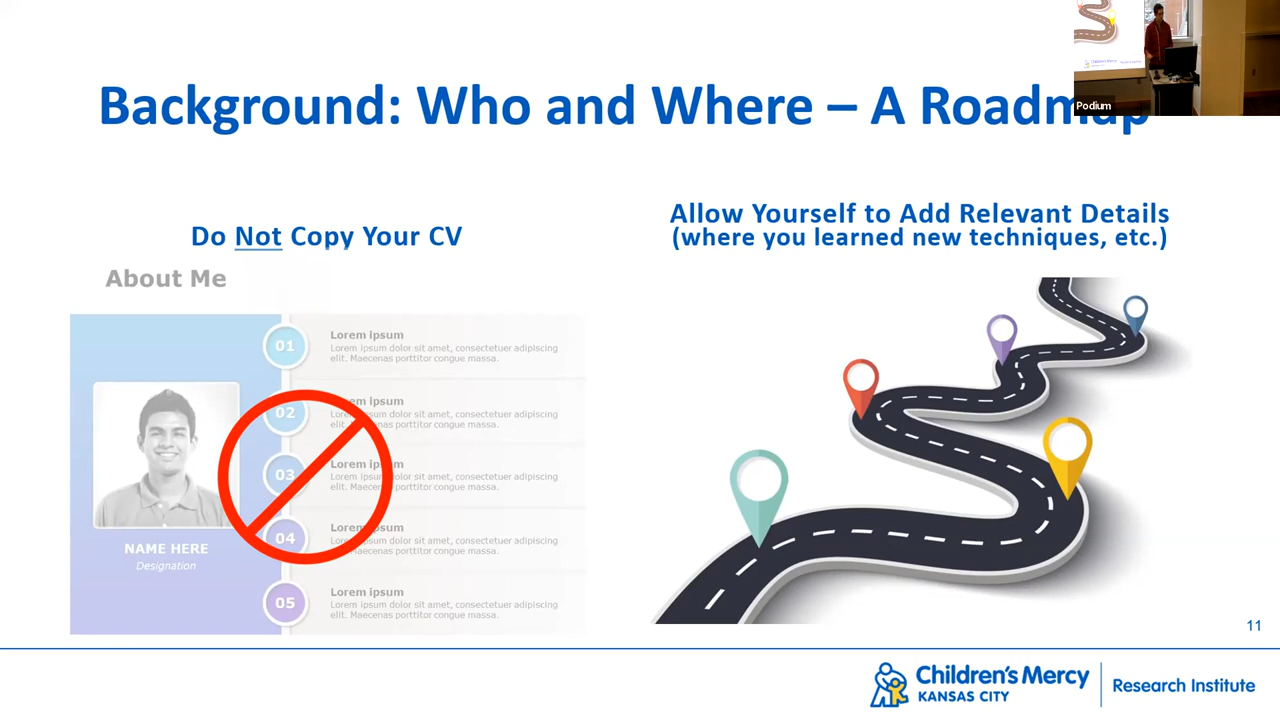 Background: Who and Where – A Roadmap
Podium
Do Not Copy Your CV
Allow Yourself to Add Relevant Details
(where you learned new techniques, etc.)
About Me
01
Lorem ipsum
Lorem ipsum dolor sit amet, consectetuer adipiscing
elit. Maecenas porttitor congue massa.
02
Lorem ipsum
Lorem ipsum dolor sit amet, consectetuer adipiscing
elit. Maecenas porttitor congue massa.
03
Lorem ipsum
Lorem ipsum dolor sit amet, consectetuer adipiscing
elit. Maecenas porttitor congue massa.
04
Lorem ipsum
Lorem ipsum dolor sit amet, consectetuer adipiscing
elit. Maecenas porttitor congue massa.
05
Lorem ipsum
Lorem ipsum dolor sit amet, consectetuer adipiscing
elit. Maecenas porttitor congue massa.
NAME HERE
Designation
11
Children's Mercy
KANSAS CITY
Research Institute